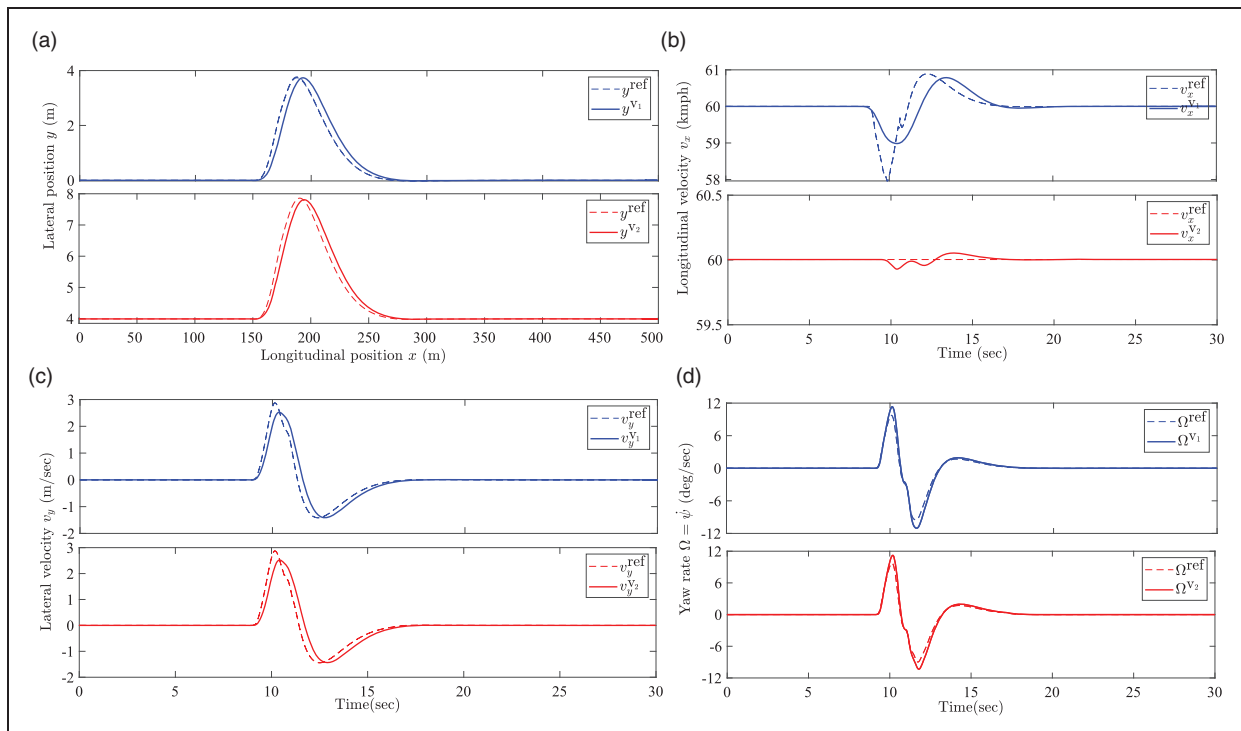 (a)
Lateral position y (m)
4
2
0
y^ref
y^v₁
8
6
4
y^ref
y^v₂
0 50 100 150 200 250 300 350 400 450 500
Longitudinal position x (m)
(b)
Longitudinal velocity v_x (kmph)
61
60
59
58
v_x^ref
v_x^v₁
60.5
60
59.5
v_x^ref
v_x^v₂
0 5 10 15 20 25 30
Time (sec)
(c)
Lateral velocity v_y (m/sec)
3
2
1
0
-1
-2
v_y^ref
v_y^v₁
3
2
1
0
-1
-2
v_y^ref
v_y^v₂
0 5 10 15 20 25 30
Time(sec)
(d)
Yaw rate Ω = ψ̇ (deg/sec)
12
6
0
-6
-12
Ω^ref
Ω^v₁
12
6
0
-6
-12
Ω^ref
Ω^v₂
0 5 10 15 20 25 30
Time(sec)